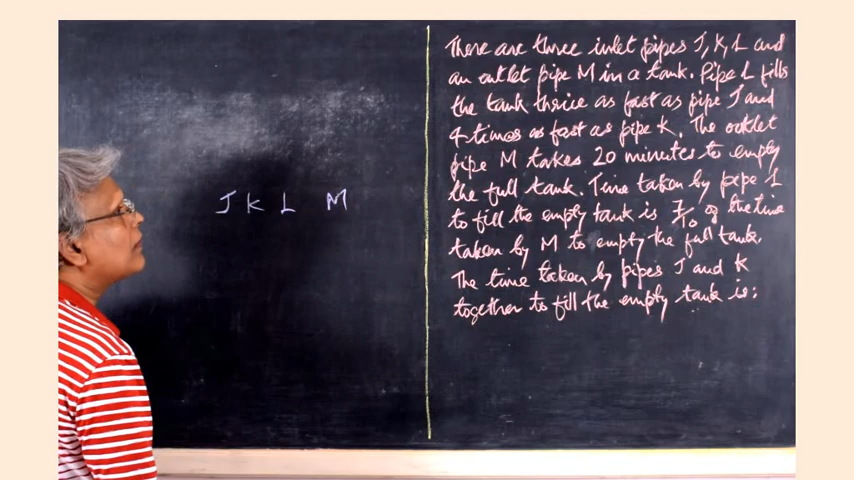 J K L M
There are three inlet pipes J, K, L and
an outlet pipe M in a tank. Pipe L fills
the tank thrice as fast as pipe J and
4 times as fast as pipe K. The outlet
pipe M takes 20 minutes to empty
the full tank. Time taken by pipe L
to fill the empty tank is 7/10 of the time
taken by M to empty the full tank.
The time taken by pipes J and K
together to fill the empty tank is: